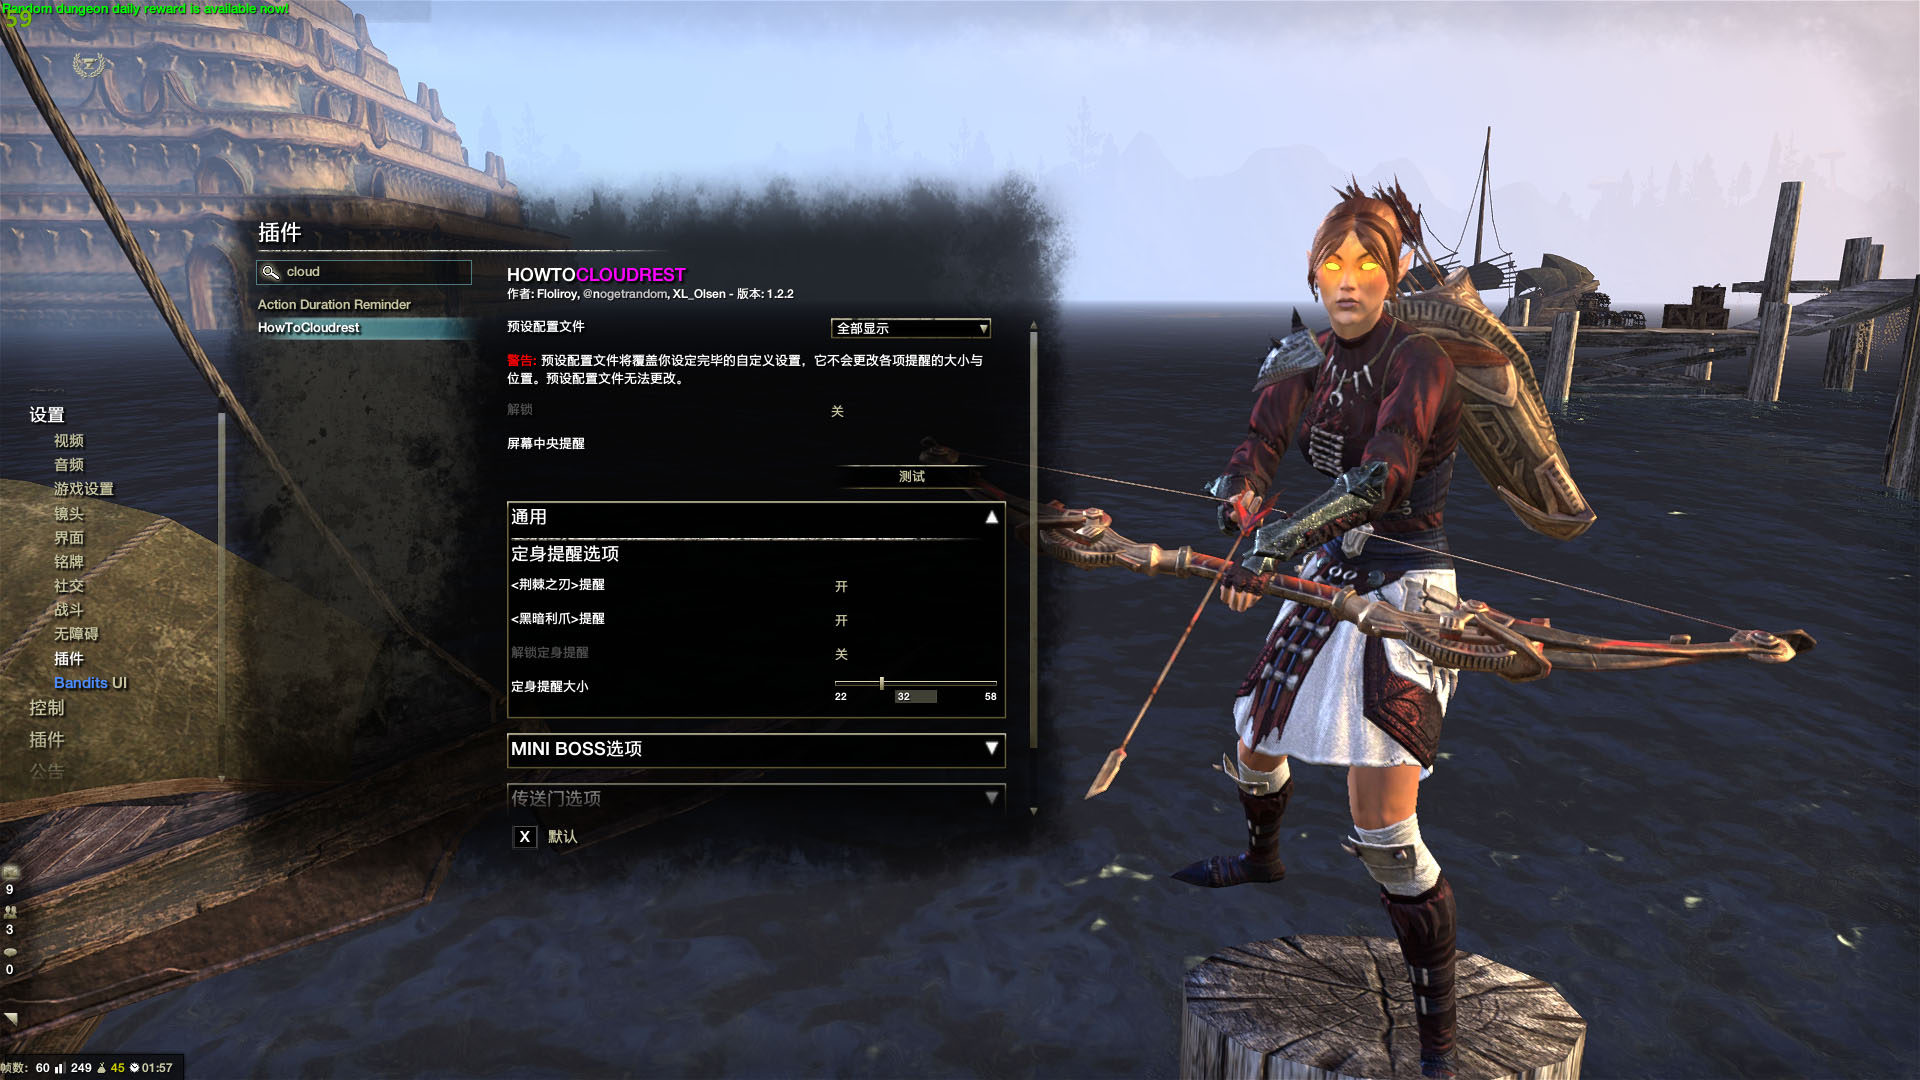 Random dungeon daily reward is available now!
59
插件
cloud
Action Duration Reminder
HowToCloudrest
设置
视频
音频
游戏设置
镜头
界面
铭牌
社交
战斗
无障碍
插件
Bandits UI
控制
插件
公告
HOWTOCLOUDREST
作者: Floliroy, @nogetrandom, XL_Olsen - 版本: 1.2.2
预设配置文件
全部显示
警告: 预设配置文件将覆盖你设定完毕的自定义设置，它不会更改各项提醒的大小与
位置。预设配置文件无法更改。
解锁
关
屏幕中央提醒
测试
通用
定身提醒选项
<荆棘之刃>提醒
开
<黑暗利爪>提醒
开
解锁定身提醒
关
定身提醒大小
22
32
58
MINI BOSS选项
传送门选项
X 默认
9
3
0
帧数: 60 249 45 01:57